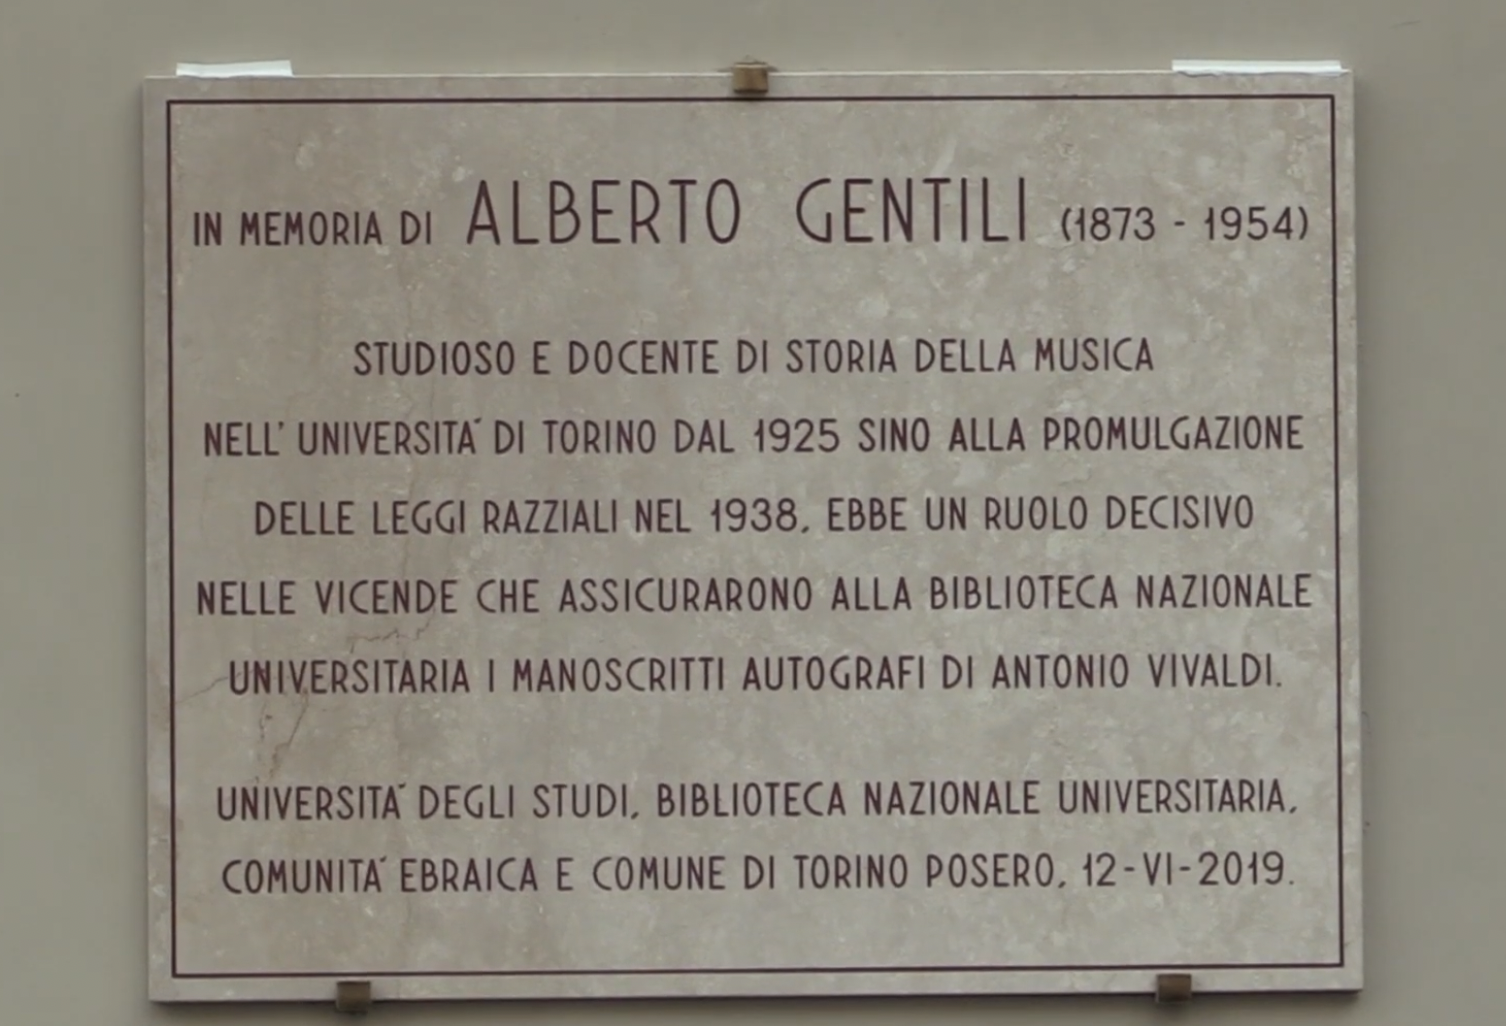 IN MEMORIA DI ALBERTO GENTILI (1873 - 1954)
STUDIOSO E DOCENTE DI STORIA DELLA MUSICA
NELL' UNIVERSITA´ DI TORINO DAL 1925 SINO ALLA PROMULGAZIONE
DELLE LEGGI RAZZIALI NEL 1938, EBBE UN RUOLO DECISIVO
NELLE VICENDE CHE ASSICURARONO ALLA BIBLIOTECA NAZIONALE
UNIVERSITARIA I MANOSCRITTI AUTOGRAFI DI ANTONIO VIVALDI.
UNIVERSITA´ DEGLI STUDI, BIBLIOTECA NAZIONALE UNIVERSITARIA,
COMUNITA´ EBRAICA E COMUNE DI TORINO POSERO, 12-VI-2019.